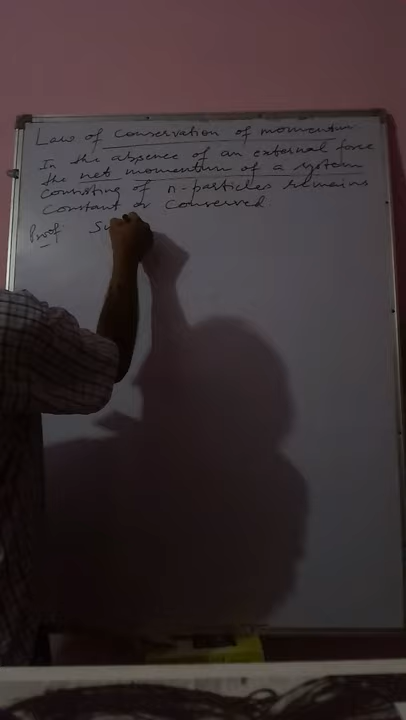 Law of Conservation of momentum
In the absence of an external force
the net momentum of a system
consisting of n-particles remains
Constant or Conserved.
Proof: Su